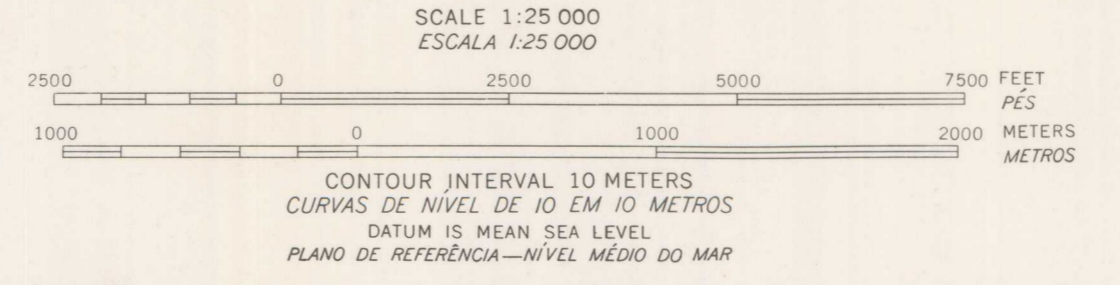 SCALE 1:25 000
ESCALA 1:25 000
2500 0 2500 5000 7500 FEET
PÉS
1000 0 1000 2000 METERS
METROS
CONTOUR INTERVAL 10 METERS
CURVAS DE NÍVEL DE 10 EM 10 METROS
DATUM IS MEAN SEA LEVEL
PLANO DE REFERÊNCIA—NÍVEL MÉDIO DO MAR